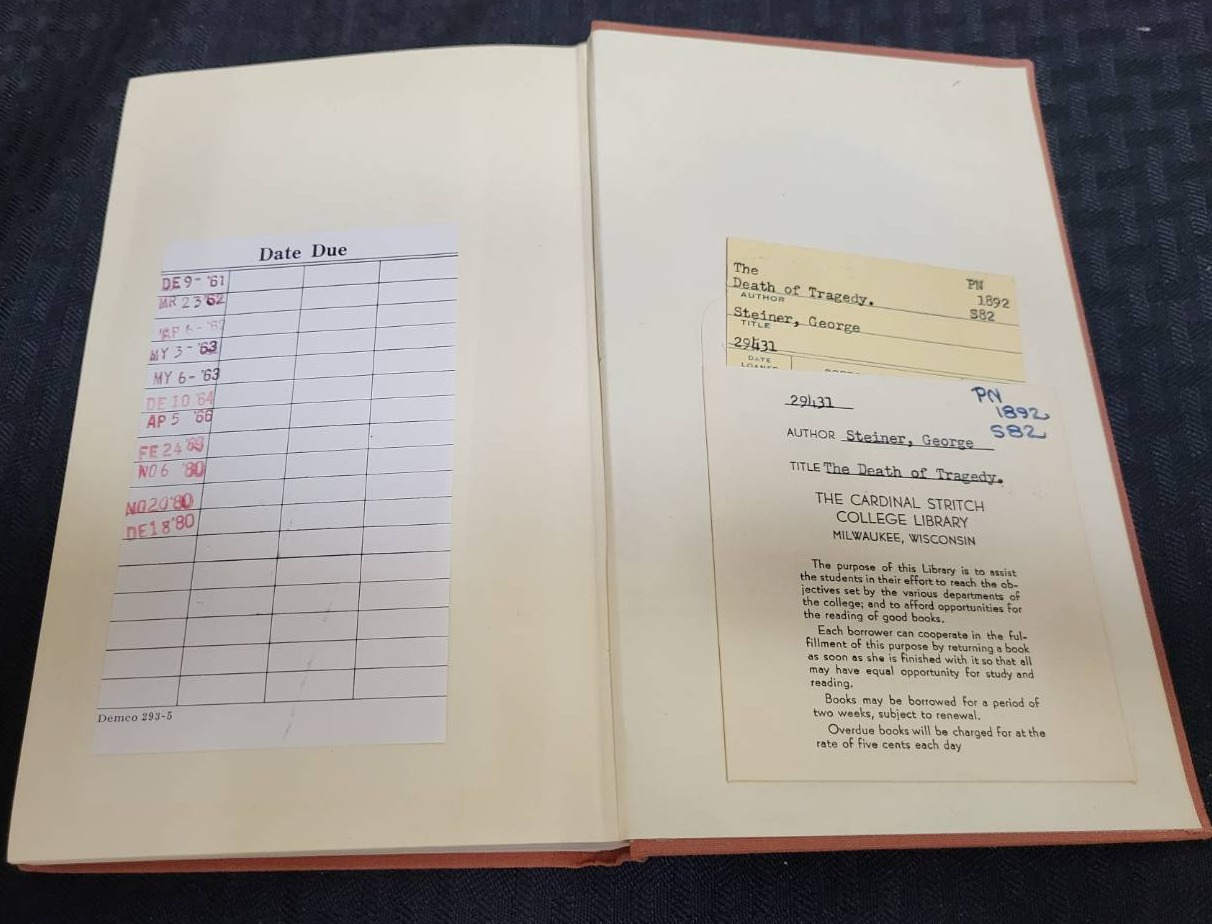 Date Due
DE 9 - '61
MR 23 '62
MY 3 - '63
MY 6 - '63
DE 10 '64
AP 5 '66
FE 24
NO 6 '80
NO 20 '80
DE 18 '80
Demco 293-5
The
Death of Tragedy.
AUTHOR
Steiner, George
TITLE
29431
DATE
LOANED
PN
1892
S82
29431
PN
1892
S82
AUTHOR Steiner, George
TITLE The Death of Tragedy.
THE CARDINAL STRITCH
COLLEGE LIBRARY
MILWAUKEE, WISCONSIN
The purpose of this Library is to assist
the students in their effort to reach the ob-
jectives set by the various departments of
the college; and to afford opportunities for
the reading of good books.
Each borrower can cooperate in the ful-
fillment of this purpose by returning a book
as soon as she is finished with it so that all
may have equal opportunity for study and
reading.
Books may be borrowed for a period of
two weeks, subject to renewal.
Overdue books will be charged for at the
rate of five cents each day